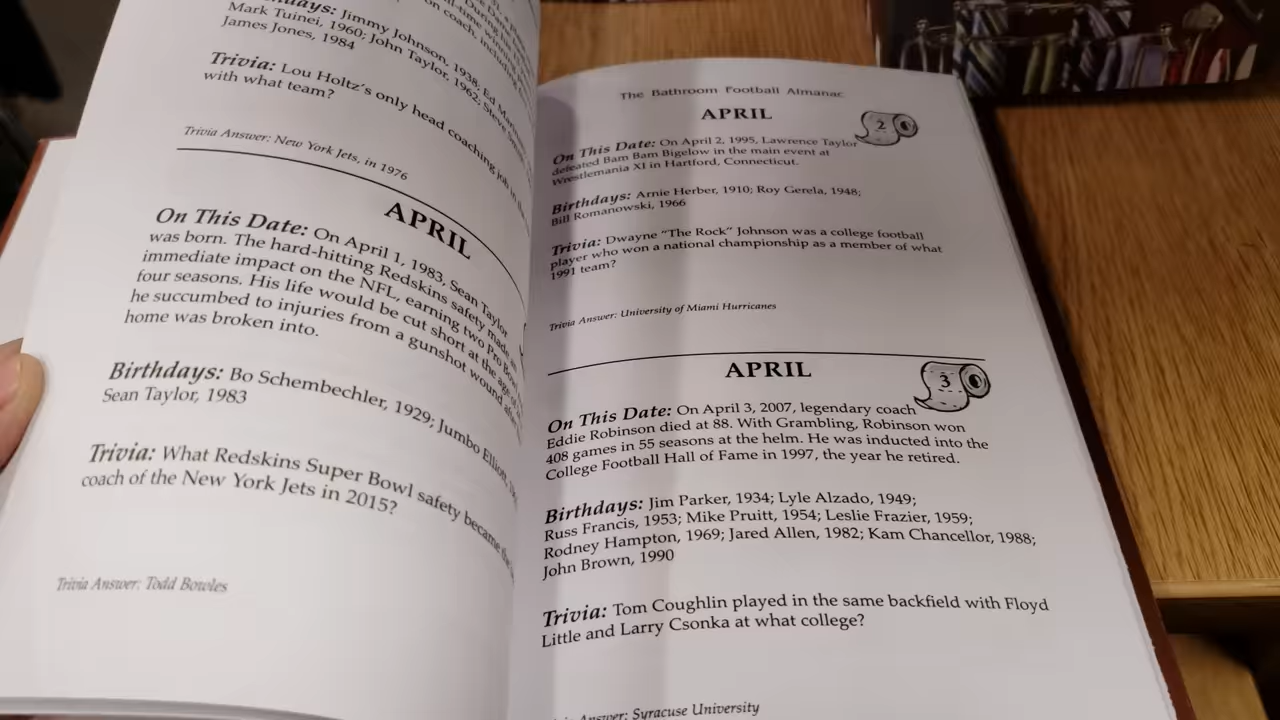 Jimmy Johnson, 1938; Ed
Mark Tuinei, 1960; John Taylor, 1962; Steve
James Jones, 1984
Trivia: Lou Holtz's only head coaching job in the
with what team?
Trivia Answer: New York Jets, in 1976
APRIL
On This Date: On April 1, 1983, Sean Taylor
was born. The hard-hitting Redskins safety made an
immediate impact on the NFL, earning two Pro
four seasons. His life would be cut short at the age of
he succumbed to injuries from a gunshot wound
home was broken into.
Birthdays: Bo Schembechler, 1929; Jumbo Elliott,
Sean Taylor, 1983
Trivia: What Redskins Super Bowl safety became the
coach of the New York Jets in 2015?
Trivia Answer: Todd Bowles
The Bathroom Football Almanac
APRIL
2
On This Date: On April 2, 1995, Lawrence Taylor
defeated Bam Bam Bigelow in the main event at
Wrestlemania XI in Hartford, Connecticut.
Birthdays: Arnie Herber, 1910; Roy Gerela, 1948;
Bill Romanowski, 1966
Trivia: Dwayne "The Rock" Johnson was a college football
player who won a national championship as a member of what
1991 team?
Trivia Answer: University of Miami Hurricanes
APRIL
3
On This Date: On April 3, 2007, legendary coach
Eddie Robinson died at 88. With Grambling, Robinson won
408 games in 55 seasons at the helm. He was inducted into the
College Football Hall of Fame in 1997, the year he retired.
Birthdays: Jim Parker, 1934; Lyle Alzado, 1949;
Russ Francis, 1953; Mike Pruitt, 1954; Leslie Frazier, 1959;
Rodney Hampton, 1969; Jared Allen, 1982; Kam Chancellor, 1988;
John Brown, 1990
Trivia: Tom Coughlin played in the same backfield with Floyd
Little and Larry Csonka at what college?
Answer: Syracuse University